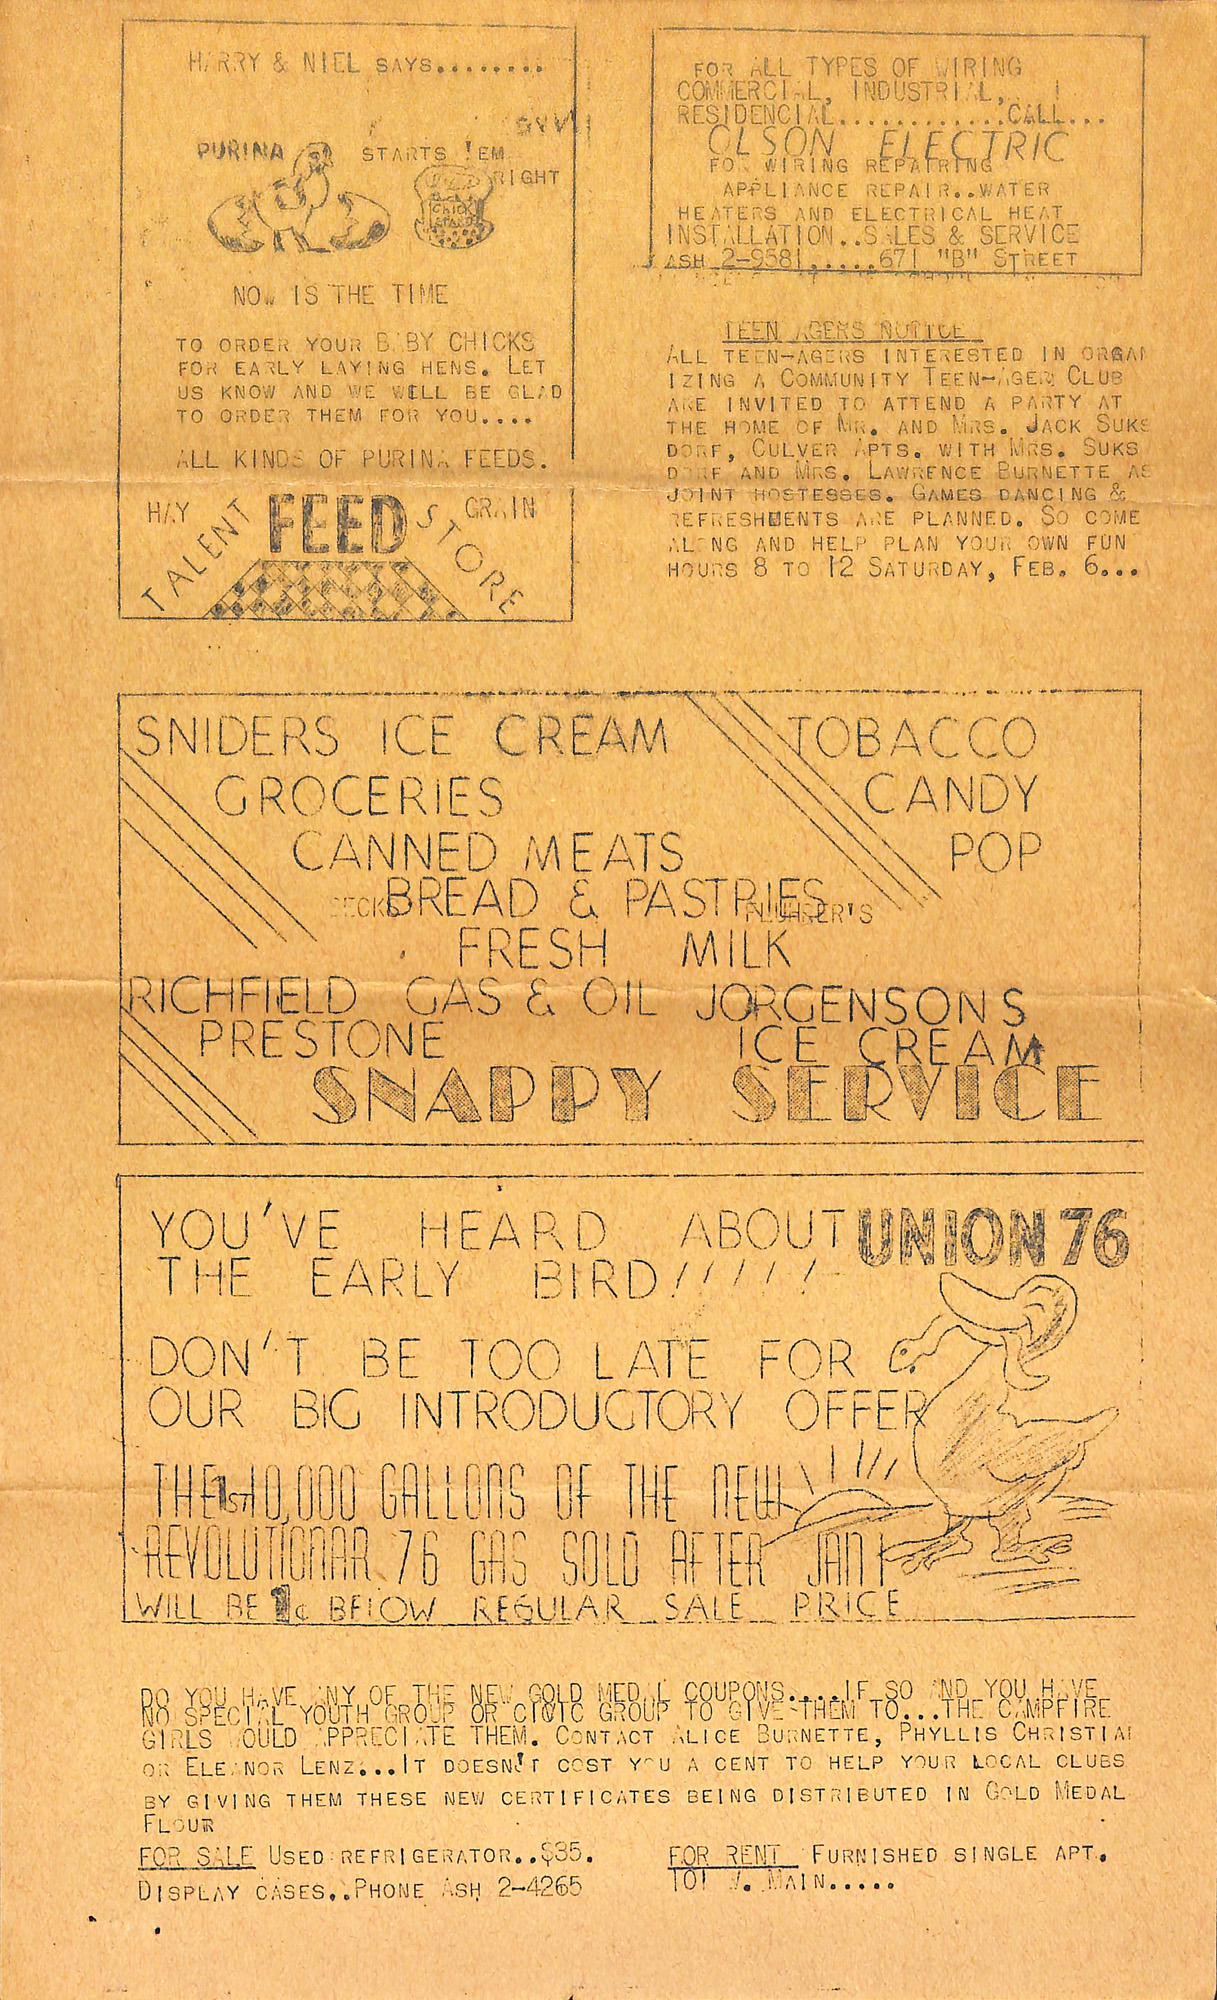 HARRY & NIEL SAYS........
PURINA STARTS 'EM
RIGHT
CHICK
NOW IS THE TIME
TO ORDER YOUR BABY CHICKS
FOR EARLY LAYING HENS. LET
US KNOW AND WE WELL BE GLAD
TO ORDER THEM FOR YOU....
ALL KINDS OF PURINA FEEDS.
HAY GRAIN
TALENT FEED STORE
FOR ALL TYPES OF WIRING
COMMERCIAL, INDUSTRIAL,
RESIDENCIAL............CALL...
OLSON ELECTRIC
FOR WIRING REPAIRING
APPLIANCE REPAIR..WATER
HEATERS AND ELECTRICAL HEAT
INSTALLATION..SALES & SERVICE
ASH 2-9581.....671 "B" STREET
TEEN AGERS NOTICE
ALL TEEN-AGERS INTERESTED IN ORGAN
IZING A COMMUNITY TEEN-AGER CLUB
ARE INVITED TO ATTEND A PARTY AT
THE HOME OF MR. AND MRS. JACK SUKS
DORF, CULVER APTS. WITH MRS. SUKS
DORF AND MRS. LAWRENCE BURNETTE AS
JOINT HOSTESSES. GAMES DANCING &
REFRESHMENTS ARE PLANNED. SO COME
ALONG AND HELP PLAN YOUR OWN FUN
HOURS 8 TO 12 SATURDAY, FEB. 6...
SNIDERS ICE CREAM TOBACCO
GROCERIES CANDY
CANNED MEATS POP
BECKS BREAD & PASTRIES FLUHRER'S
FRESH MILK
RICHFIELD GAS & OIL JORGENSONS
PRESTONE ICE CREAM
SNAPPY SERVICE
YOU'VE HEARD ABOUT UNION 76
THE EARLY BIRD!!!!!
DON'T BE TOO LATE FOR
OUR BIG INTRODUCTORY OFFER
THE 1ST 10,000 GALLONS OF THE NEW
REVOLUTIONAR 76 GAS SOLD AFTER JAN 1
WILL BE 1¢ BELOW REGULAR SALE PRICE
DO YOU HAVE ANY OF THE NEW GOLD MEDAL COUPONS....IF SO AND YOU HAVE
NO SPECIAL YOUTH GROUP OR CIVIC GROUP TO GIVE THEM TO...THE CAMPFIRE
GIRLS WOULD APPRECIATE THEM. CONTACT ALICE BURNETTE, PHYLLIS CHRISTIAN
OR ELEANOR LENZ...IT DOESN'T COST YOU A CENT TO HELP YOUR LOCAL CLUBS
BY GIVING THEM THESE NEW CERTIFICATES BEING DISTRIBUTED IN GOLD MEDAL
FLOUR
FOR SALE USED REFRIGERATOR..$35.
DISPLAY CASES..PHONE ASH 2-4265
FOR RENT FURNISHED SINGLE APT.
101 W. MAIN.....